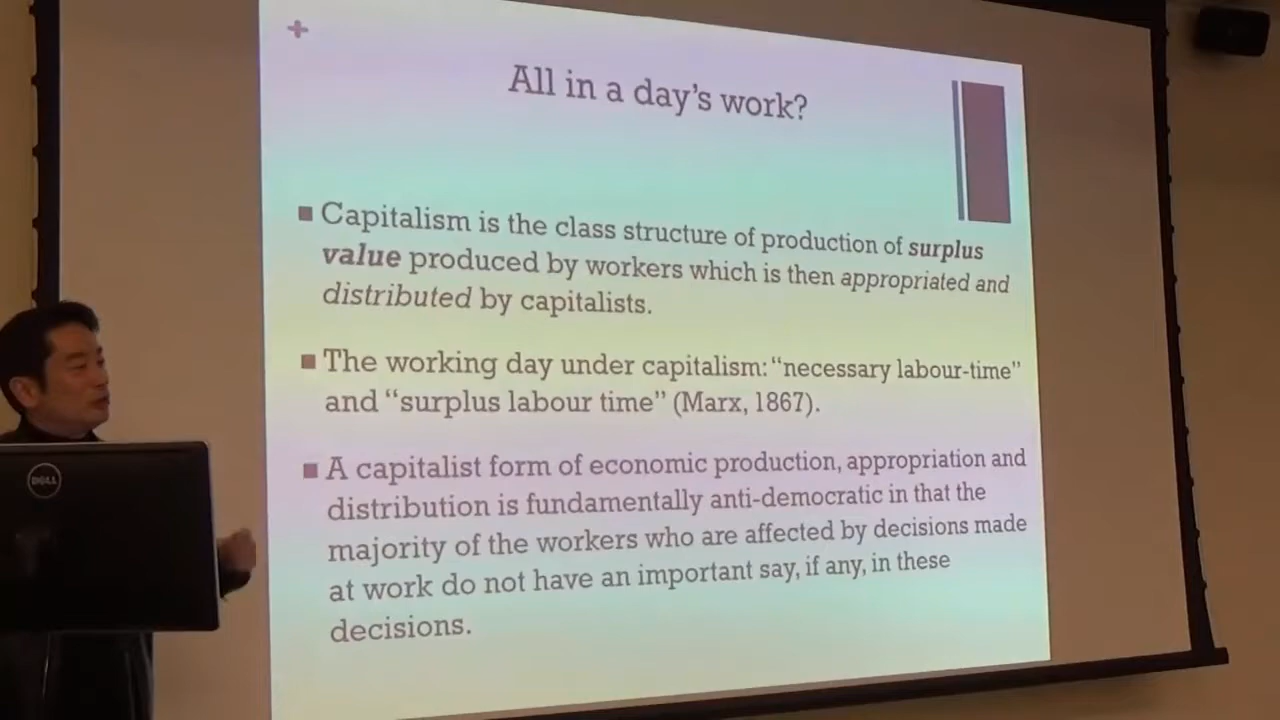 +
All in a day's work?
■ Capitalism is the class structure of production of surplus
value produced by workers which is then appropriated and
distributed by capitalists.
■ The working day under capitalism: “necessary labour-time”
and “surplus labour time” (Marx, 1867).
■ A capitalist form of economic production, appropriation and
distribution is fundamentally anti-democratic in that the
majority of the workers who are affected by decisions made
at work do not have an important say, if any, in these
decisions.
DELL